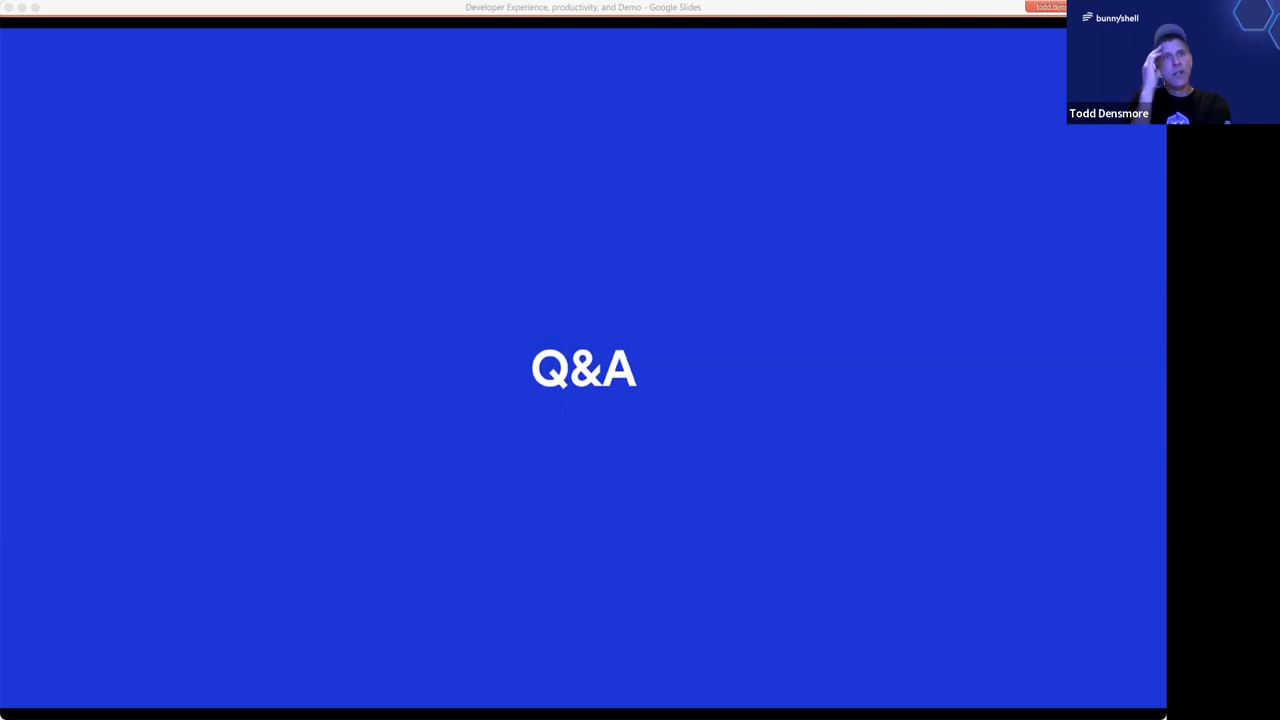 Developer Experience, productivity, and Demo - Google Slides
bunnyshell
Todd Densmore
Q&A